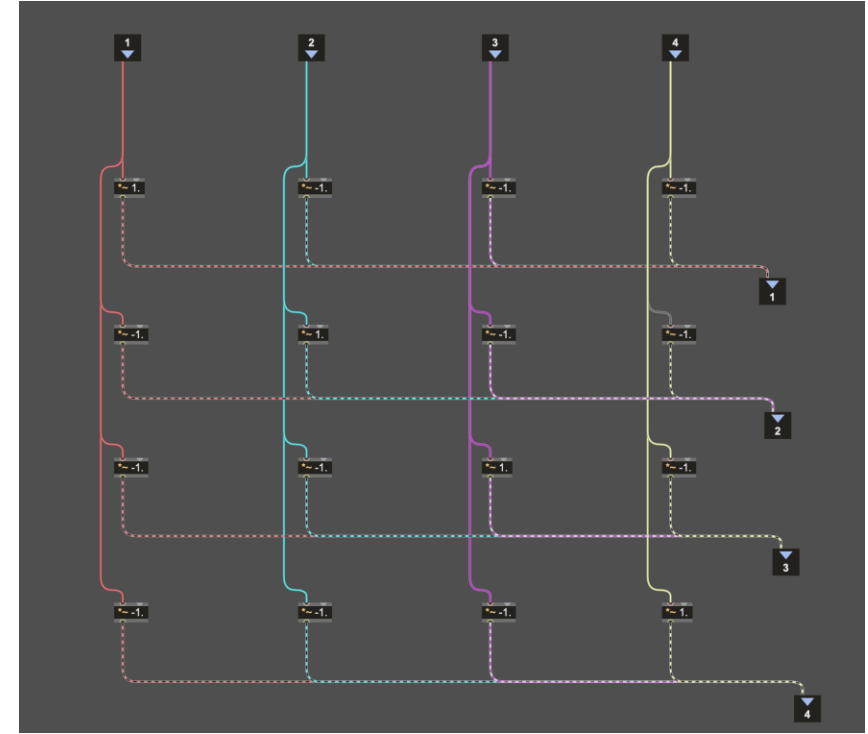 1 2 3 4
*~ 1. *~ -1. *~ -1. *~ -1.
1
*~ -1. *~ 1. *~ -1. *~ -1.
2
*~ -1. *~ -1. *~ 1. *~ -1.
3
*~ -1. *~ -1. *~ -1. *~ 1.
4